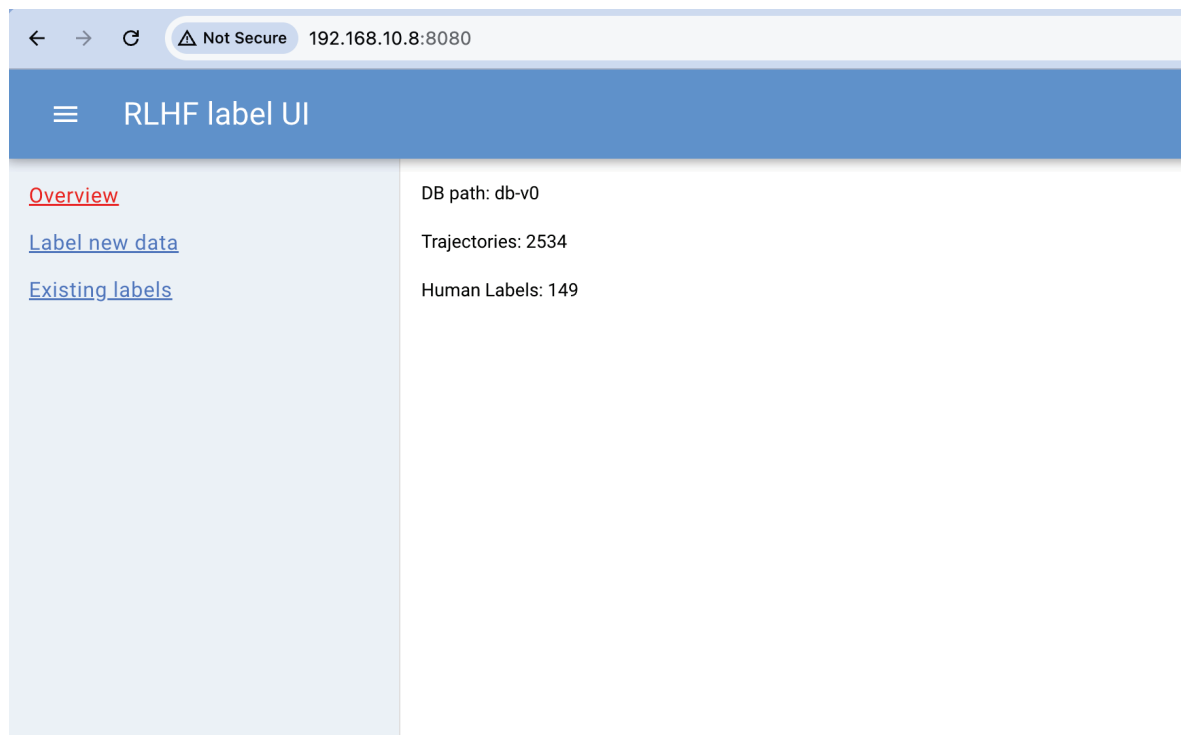 Not Secure 192.168.10.8:8080
RLHF label UI
Overview
Label new data
Existing labels
DB path: db-v0
Trajectories: 2534
Human Labels: 149